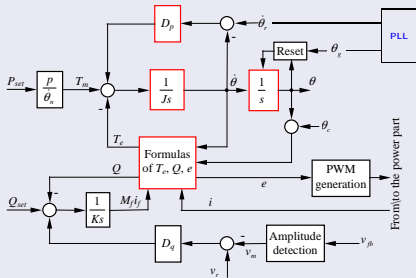 D_p
θ̇_r
PLL
Reset
θ_g
P_set
p
θ̇_n
T_m
1
Js
θ̇
1
s
θ
θ_c
T_e
Q
Formulas
of
T_e, Q, e
e
PWM
generation
Q_set
1
Ks
M_f i_f
i
From/to the power part
D_q
v_m
Amplitude
detection
v_fb
v_r